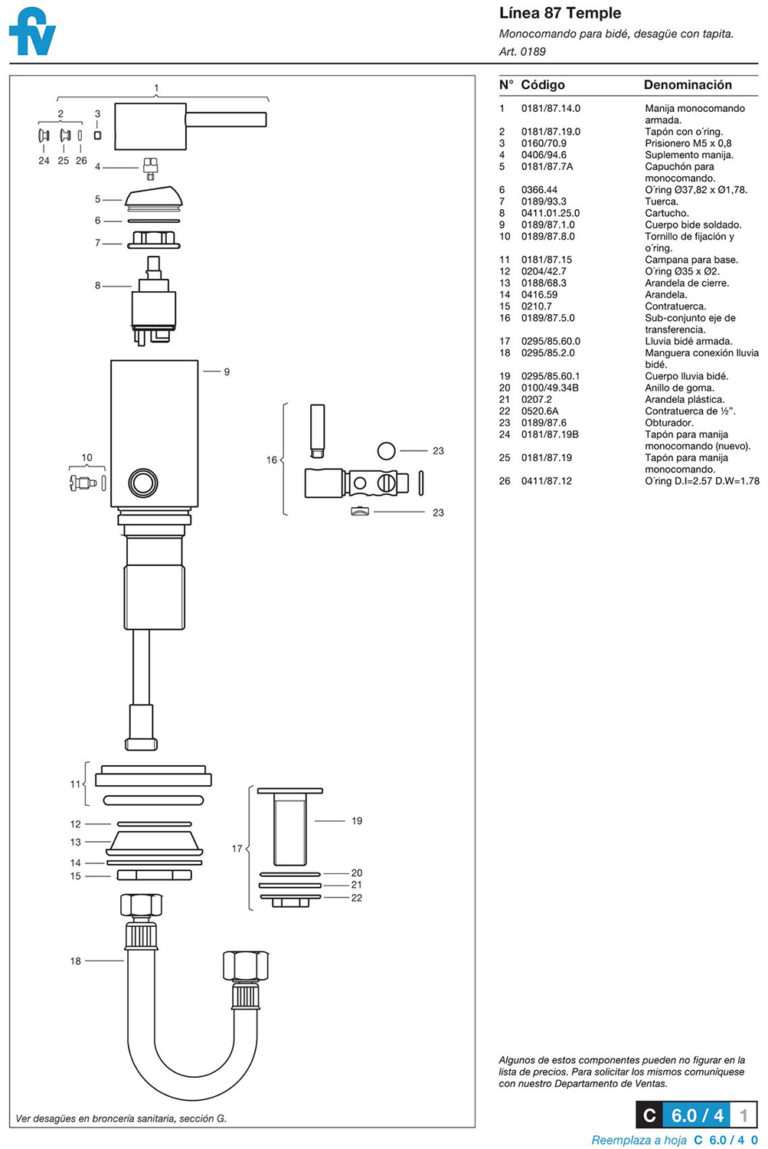 fv
Línea 87 Temple
Monocomando para bidé, desagüe con tapita.
Art. 0189
1
2
3
24 25 26
4
5
6
7
8
9
10
16
23
23
11
12
13
14
15
17
19
20
21
22
18
Ver desagües en broncería sanitaria, sección G.
N° Código Denominación
1 0181/87.14.0 Manija monocomando
armada.
2 0181/87.19.0 Tapón con o´ring.
3 0160/70.9 Prisionero M5 x 0,8
4 0406/94.6 Suplemento manija.
5 0181/87.7A Capuchón para
monocomando.
6 0366.44 O´ring Ø37,82 x Ø1,78.
7 0189/93.3 Tuerca.
8 0411.01.25.0 Cartucho.
9 0189/87.1.0 Cuerpo bide soldado.
10 0189/87.8.0 Tornillo de fijación y
o´ring.
11 0181/87.15 Campana para base.
12 0204/42.7 O´ring Ø35 x Ø2.
13 0188/68.3 Arandela de cierre.
14 0416.59 Arandela.
15 0210.7 Contratuerca.
16 0189/87.5.0 Sub-conjunto eje de
transferencia.
17 0295/85.60.0 Lluvia bidé armada.
18 0295/85.2.0 Manguera conexión lluvia
bidé.
19 0295/85.60.1 Cuerpo lluvia bidé.
20 0100/49.34B Anillo de goma.
21 0207.2 Arandela plástica.
22 0520.6A Contratuerca de ½”.
23 0189/87.6 Obturador.
24 0181/87.19B Tapón para manija
monocomando (nuevo).
25 0181/87.19 Tapón para manija
monocomando.
26 0411/87.12 O´ring D.I=2.57 D.W=1.78
Algunos de estos componentes pueden no figurar en la
lista de precios. Para solicitar los mismos comuníquese
con nuestro Departamento de Ventas.
C 6.0 / 4 1
Reemplaza a hoja C 6.0 / 4 0